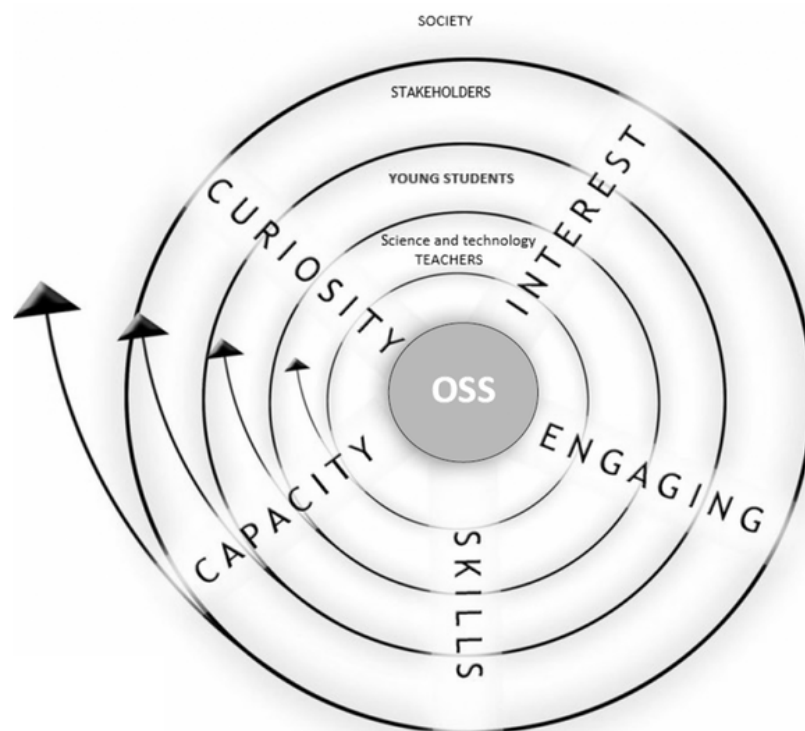 SOCIETY
STAKEHOLDERS
YOUNG STUDENTS
Science and technology
TEACHERS
CURIOSITY
INTEREST
OSS
ENGAGING
CAPACITY
SKILLS